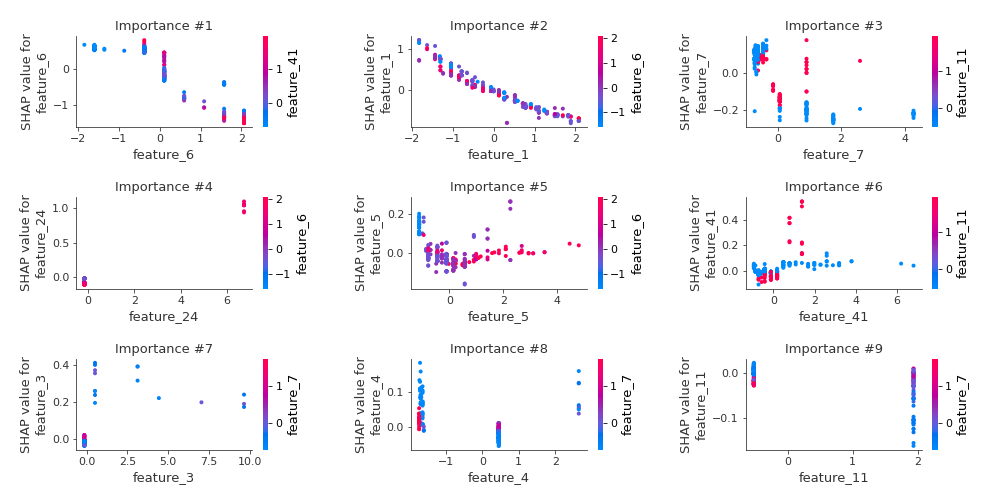 Importance #1
SHAP value for
feature_6
0
−1
−2
−1
0
1
2
feature_6
1
0
feature_41
Importance #2
SHAP value for
feature_1
1
0
−2
−1
0
1
2
feature_1
2
1
0
−1
feature_6
Importance #3
SHAP value for
feature_7
0.0
−0.2
0
2
4
feature_7
1
0
feature_11
Importance #4
SHAP value for
feature_24
1.0
0.5
0.0
0
2
4
6
feature_24
2
1
0
−1
feature_6
Importance #5
SHAP value for
feature_5
0.2
0.0
0
2
4
feature_5
2
1
0
−1
feature_6
Importance #6
SHAP value for
feature_41
0.4
0.2
0.0
0
2
4
6
feature_41
1
0
feature_11
Importance #7
SHAP value for
feature_3
0.4
0.2
0.0
0.0
2.5
5.0
7.5
10.0
feature_3
1
0
feature_7
Importance #8
SHAP value for
feature_4
0.1
0.0
−1
0
1
2
feature_4
1
0
feature_7
Importance #9
SHAP value for
feature_11
0.0
−0.1
0
1
2
feature_11
1
0
feature_7